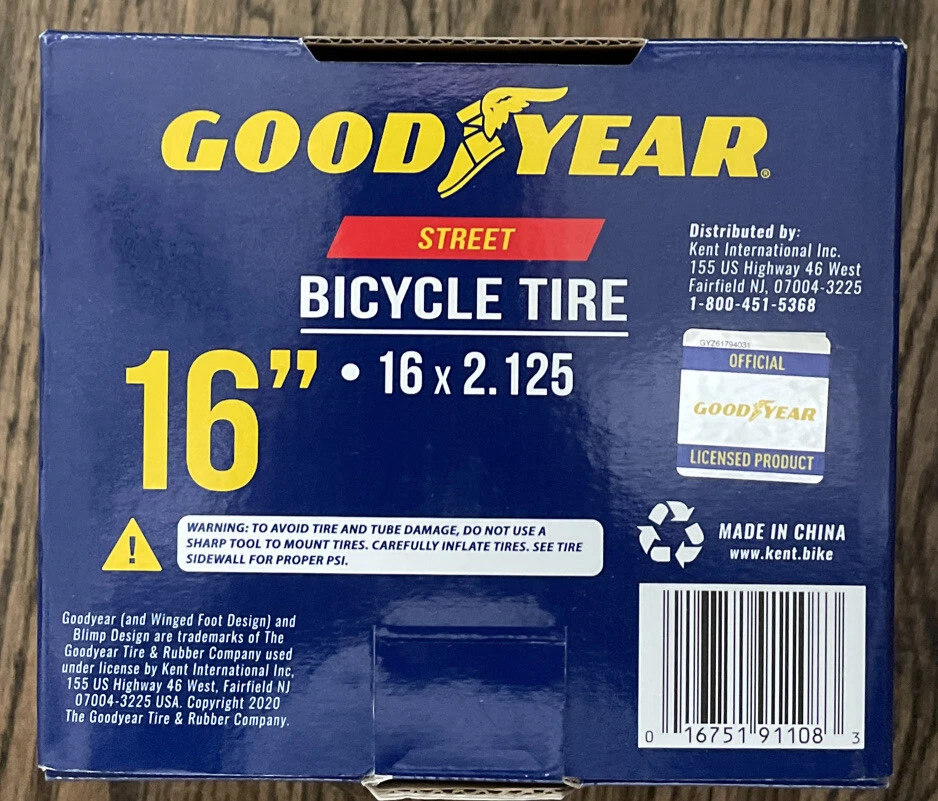 GOODYEAR®
STREET
BICYCLE TIRE
16” • 16 x 2.125
Distributed by:
Kent International Inc.
155 US Highway 46 West
Fairfield NJ, 07004-3225
1-800-451-5368
GYZ61794031
OFFICIAL
GOODYEAR
LICENSED PRODUCT
WARNING: TO AVOID TIRE AND TUBE DAMAGE, DO NOT USE A
SHARP TOOL TO MOUNT TIRES. CAREFULLY INFLATE TIRES. SEE TIRE
SIDEWALL FOR PROPER PSI.
MADE IN CHINA
www.kent.bike
Goodyear (and Winged Foot Design) and
Blimp Design are trademarks of The
Goodyear Tire & Rubber Company used
under license by Kent International Inc,
155 US Highway 46 West, Fairfield NJ
07004-3225 USA. Copyright 2020
The Goodyear Tire & Rubber Company.
0 16751 91108 3